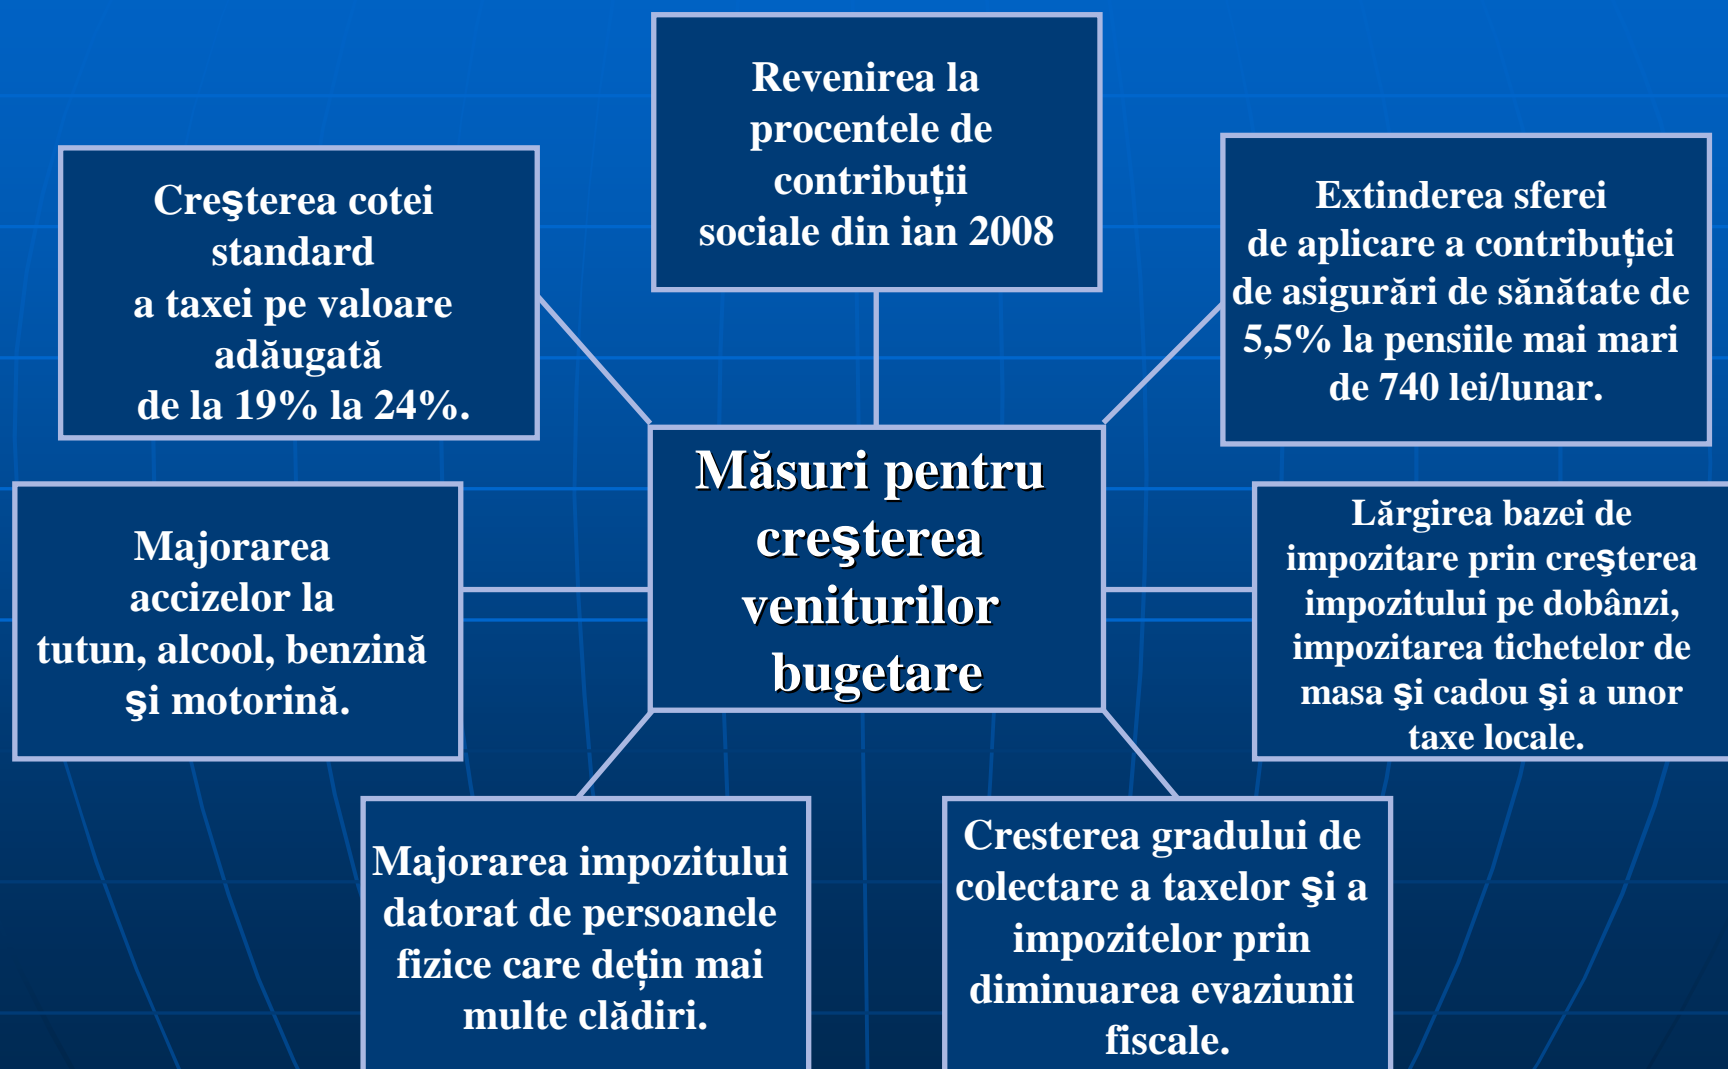 Revenirea la
procentele de
contribuţii
sociale din ian 2008
Creşterea cotei
standard
a taxei pe valoare
adăugată
de la 19% la 24%.
Extinderea sferei
de aplicare a contribuţiei
de asigurări de sănătate de
5,5% la pensiile mai mari
de 740 lei/lunar.
Măsuri pentru
creşterea
veniturilor
bugetare
Majorarea
accizelor la
tutun, alcool, benzină
şi motorină.
Lărgirea bazei de
impozitare prin creşterea
impozitului pe dobânzi,
impozitarea tichetelor de
masa şi cadou şi a unor
taxe locale.
Majorarea impozitului
datorat de persoanele
fizice care deţin mai
multe clădiri.
Cresterea gradului de
colectare a taxelor şi a
impozitelor prin
diminuarea evaziunii
fiscale.